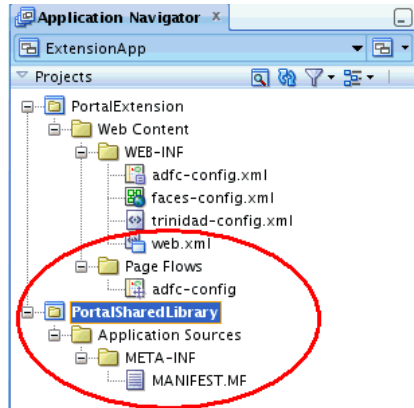 Application Navigator
ExtensionApp
Projects
PortalExtension
Web Content
WEB-INF
adfc-config.xml
faces-config.xml
trinidad-config.xml
web.xml
Page Flows
adfc-config
PortalSharedLibrary
Application Sources
META-INF
MANIFEST.MF